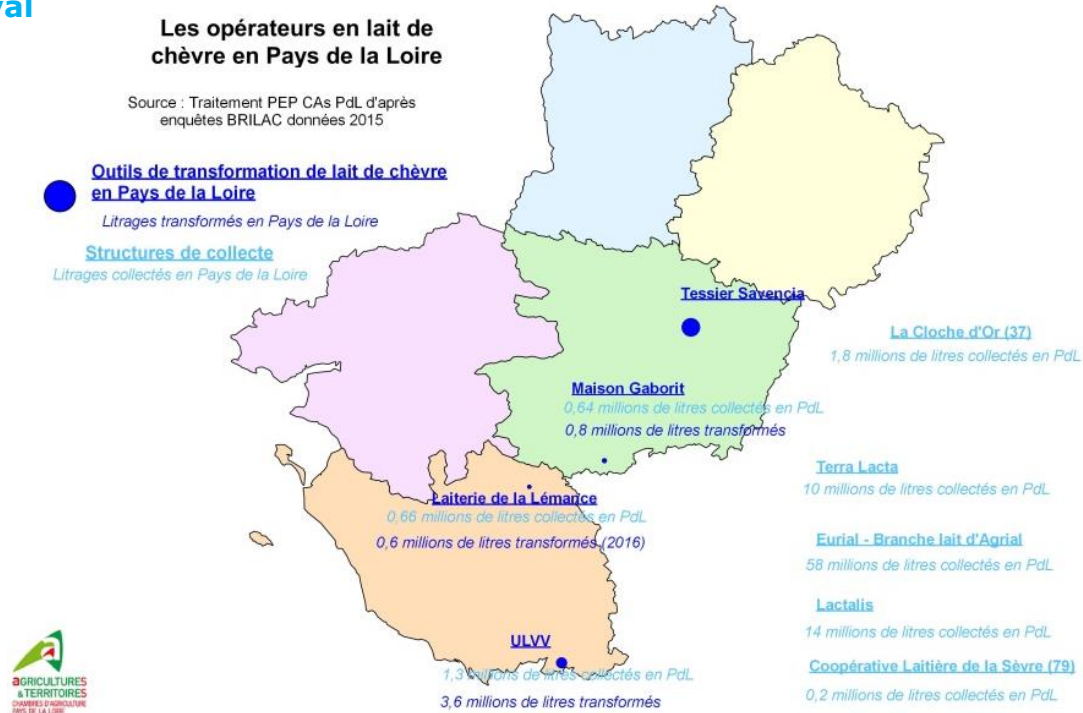 val
Les opérateurs en lait de
chèvre en Pays de la Loire
Source : Traitement PEP CAs PdL d'après
enquêtes BRILAC données 2015
Outils de transformation de lait de chèvre
en Pays de la Loire
Litrages transformés en Pays de la Loire
Structures de collecte
Litrages collectés en Pays de la Loire
Tessier Savencia
La Cloche d'Or (37)
1,8 millions de litres collectés en PdL
Maison Gaborit
0,64 millions de litres collectés en PdL
0,8 millions de litres transformés
Terra Lacta
10 millions de litres collectés en PdL
Laiterie de la Lémance
0,66 millions de litres collectés en PdL
0,6 millions de litres transformés (2016)
Eurial - Branche lait d'Agrial
58 millions de litres collectés en PdL
Lactalis
14 millions de litres collectés en PdL
ULVV
1,3 millions de litres collectés en PdL
3,6 millions de litres transformés
Coopérative Laitière de la Sèvre (79)
0,2 millions de litres collectés en PdL
AGRICULTURES
& TERRITOIRES
CHAMBRES D'AGRICULTURE
PAYS DE LA LOIRE